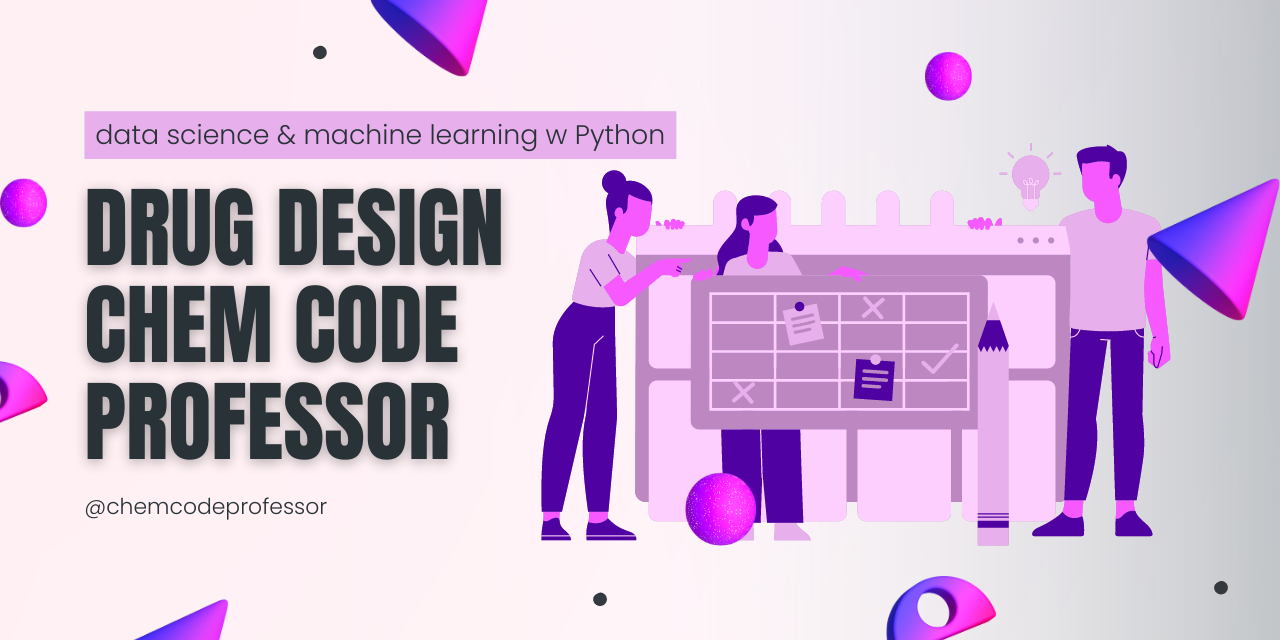 data science & machine learning w Python
DRUG DESIGN
CHEM CODE
PROFESSOR
@chemcodeprofessor